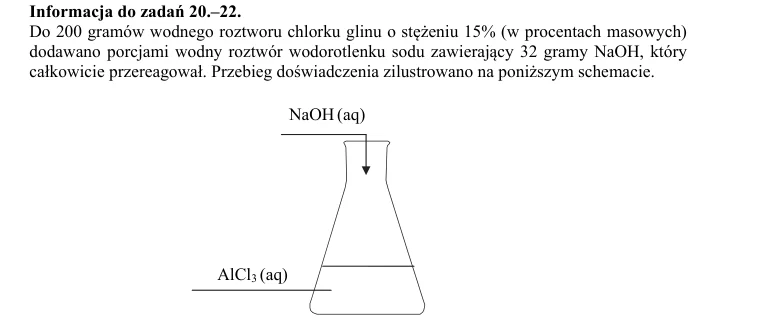 Informacja do zadań 20.–22.
Do 200 gramów wodnego roztworu chlorku glinu o stężeniu 15% (w procentach masowych)
dodawano porcjami wodny roztwór wodorotlenku sodu zawierający 32 gramy NaOH, który
całkowicie przereagował. Przebieg doświadczenia zilustrowano na poniższym schemacie.
NaOH (aq)
AlCl₃ (aq)